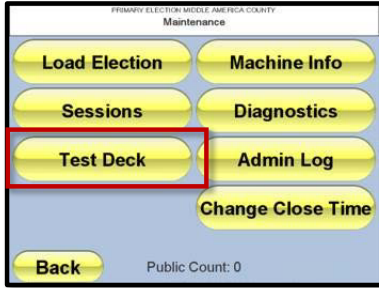 PRIMARY ELECTION MIDDLE AMERICA COUNTY
Maintenance
Load Election
Machine Info
Sessions
Diagnostics
Test Deck
Admin Log
Change Close Time
Back
Public Count: 0